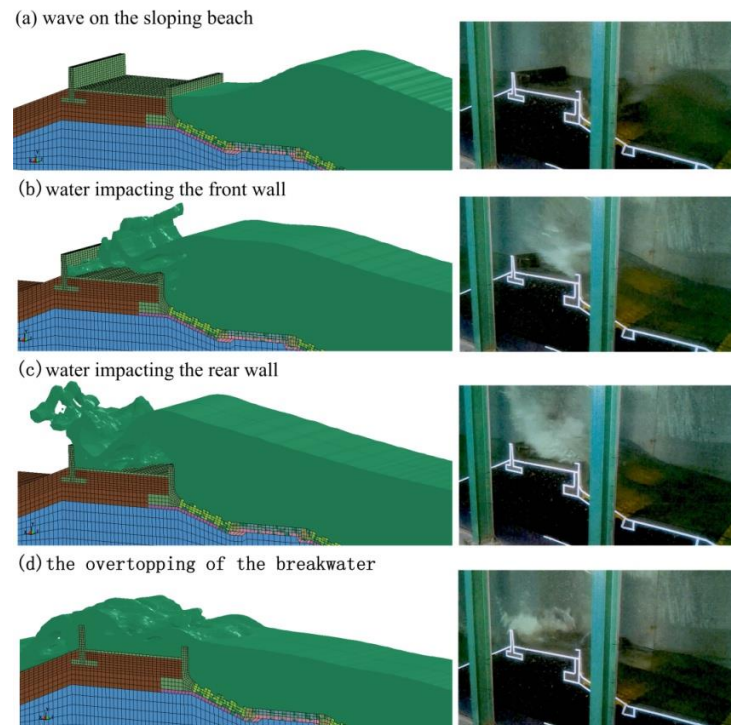 (a) wave on the sloping beach
(b) water impacting the front wall
(c) water impacting the rear wall
(d) the overtopping of the breakwater